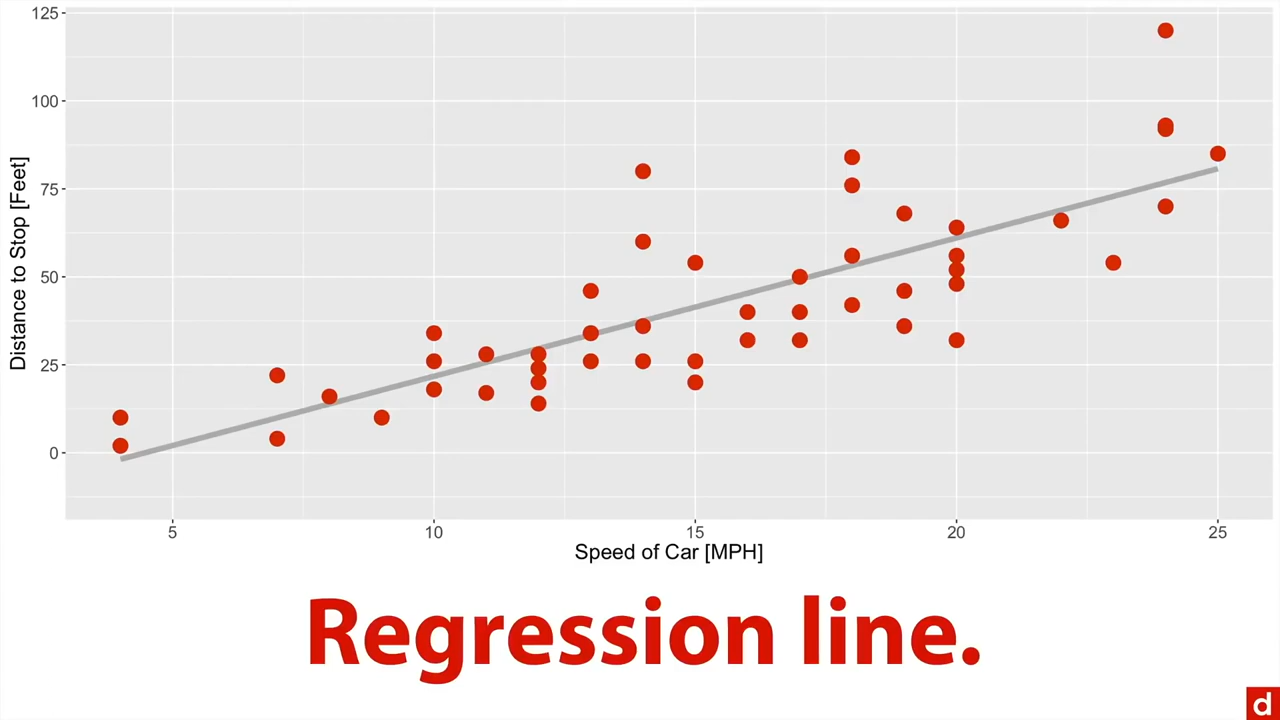 125
100
75
50
25
0
Distance to Stop [Feet]
5 10 15 20 25
Speed of Car [MPH]
Regression line.
d